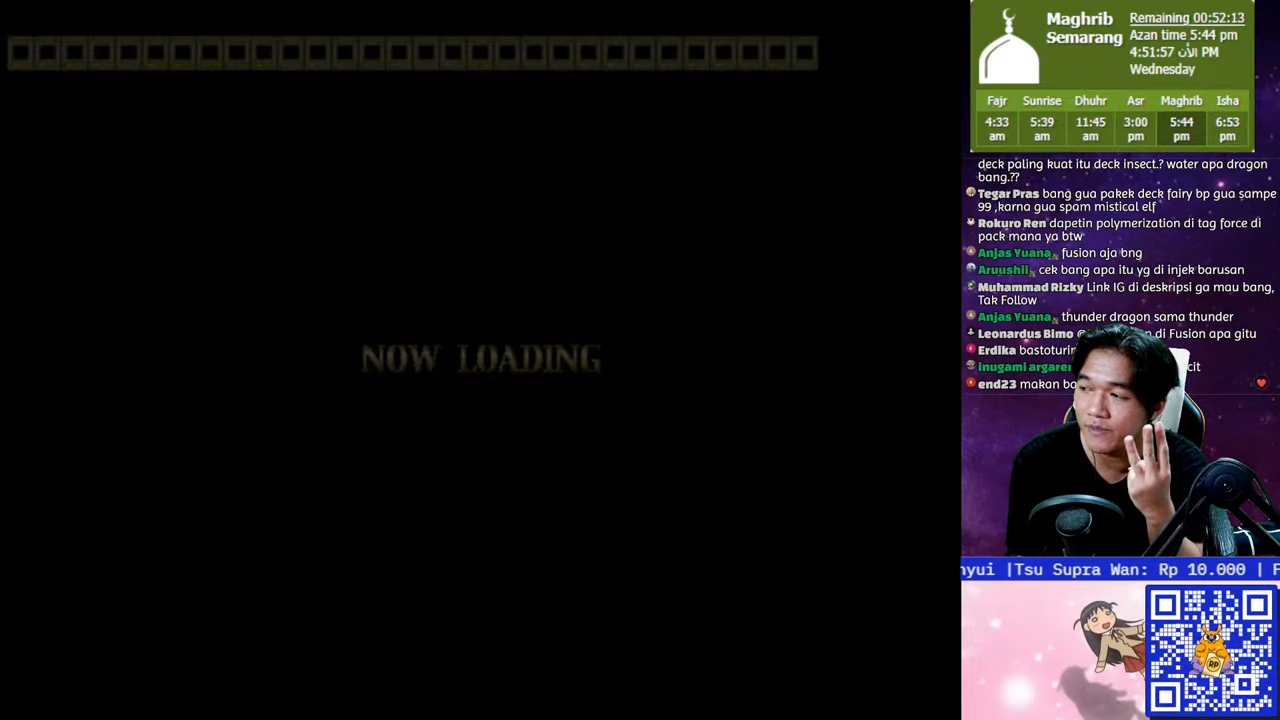 NOW LOADING
Maghrib
Semarang
Remaining 00:52:13
Azan time 5:44 pm
4:51:57 الأن PM
Wednesday
Fajr Sunrise Dhuhr Asr Maghrib Isha
4:33 5:39 11:45 3:00 5:44 6:53
am am am pm pm pm
deck paling kuat itu deck insect.? water apa dragon
bang.??
Tegar Pras bang gua pakek deck fairy bp gua sampe
99 ,karna gua spam mistical elf
Rokuro Ren dapetin polymerization di tag force di
pack mana ya btw
Anjas Yuana fusion aja bng
Aruushii cek bang apa itu yg di injek barusan
Muhammad Rizky Link IG di deskripsi ga mau bang,
Tak Follow
Anjas Yuana thunder dragon sama thunder
Leonardus Bimo di Fusion apa gitu
Erdika
inugami
end23 makan
nyui |Tsu Supra Wan: Rp 10.000 |
RP